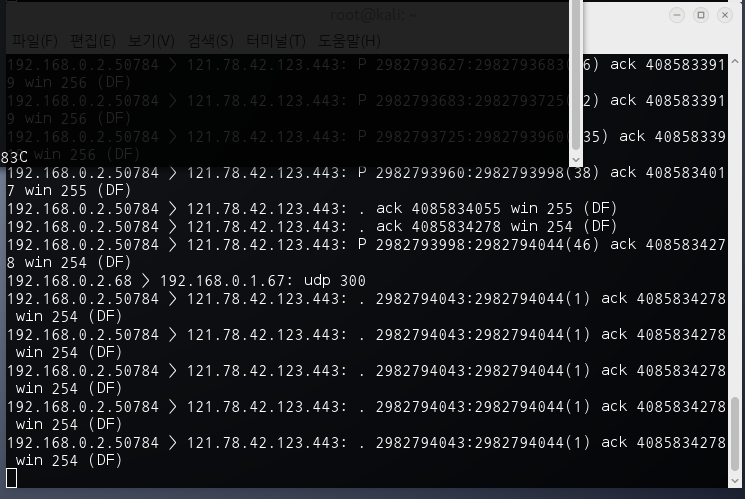 root@kali: ~
파일(F) 편집(E) 보기(V) 검색(S) 터미널(T) 도움말(H)
192.168.0.2.50784 > 121.78.42.123.443: P 2982793627:2982793683( 6) ack 408583391
9 win 256 (DF)
192.168.0.2.50784 > 121.78.42.123.443: P 2982793683:2982793725( 2) ack 408583391
9 win 256 (DF)
192.168.0.2.50784 > 121.78.42.123.443: P 2982793725:2982793960( 35) ack 40858339
83C win 256 (DF)
192.168.0.2.50784 > 121.78.42.123.443: P 2982793960:2982793998(38) ack 408583401
7 win 255 (DF)
192.168.0.2.50784 > 121.78.42.123.443: . ack 4085834055 win 255 (DF)
192.168.0.2.50784 > 121.78.42.123.443: . ack 4085834278 win 254 (DF)
192.168.0.2.50784 > 121.78.42.123.443: P 2982793998:2982794044(46) ack 408583427
8 win 254 (DF)
192.168.0.2.68 > 192.168.0.1.67: udp 300
192.168.0.2.50784 > 121.78.42.123.443: . 2982794043:2982794044(1) ack 4085834278
win 254 (DF)
192.168.0.2.50784 > 121.78.42.123.443: . 2982794043:2982794044(1) ack 4085834278
win 254 (DF)
192.168.0.2.50784 > 121.78.42.123.443: . 2982794043:2982794044(1) ack 4085834278
win 254 (DF)
192.168.0.2.50784 > 121.78.42.123.443: . 2982794043:2982794044(1) ack 4085834278
win 254 (DF)
192.168.0.2.50784 > 121.78.42.123.443: . 2982794043:2982794044(1) ack 4085834278
win 254 (DF)